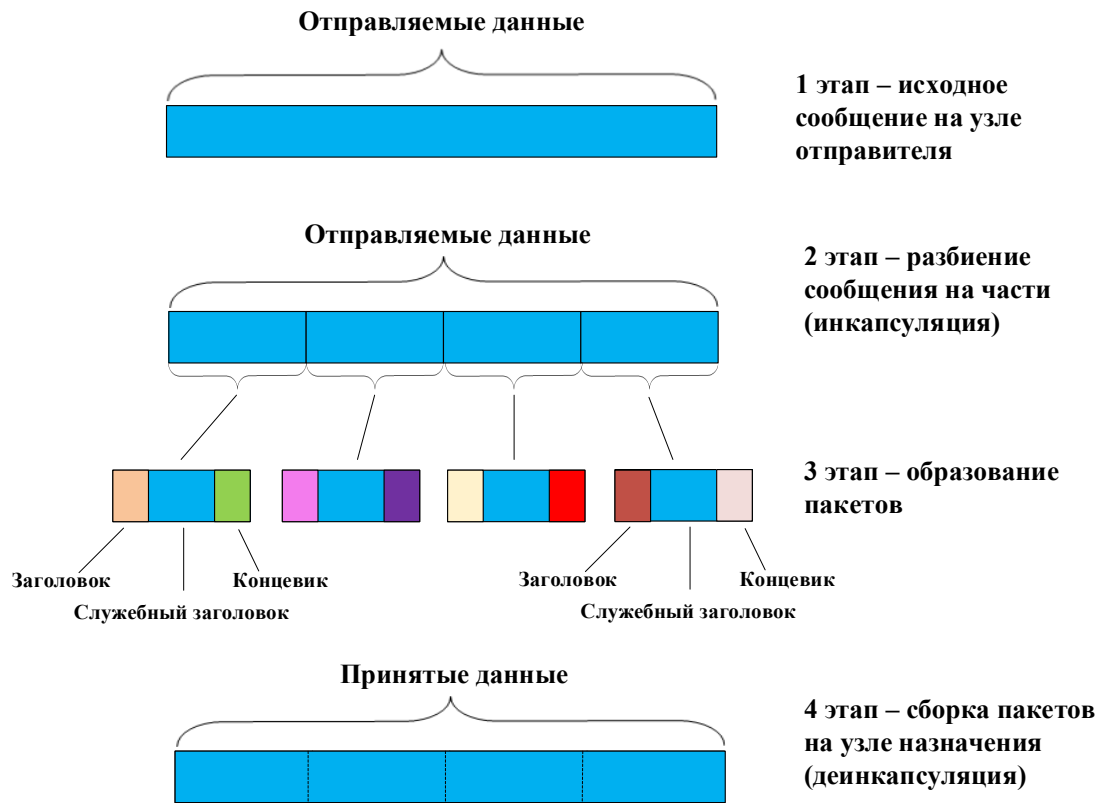 Отправляемые данные
1 этап – исходное
сообщение на узле
отправителя
Отправляемые данные
2 этап – разбиение
сообщения на части
(инкапсуляция)
3 этап – образование
пакетов
Заголовок
Концевик
Служебный заголовок
Заголовок
Концевик
Служебный заголовок
Принятые данные
4 этап – сборка пакетов
на узле назначения
(деинкапсуляция)